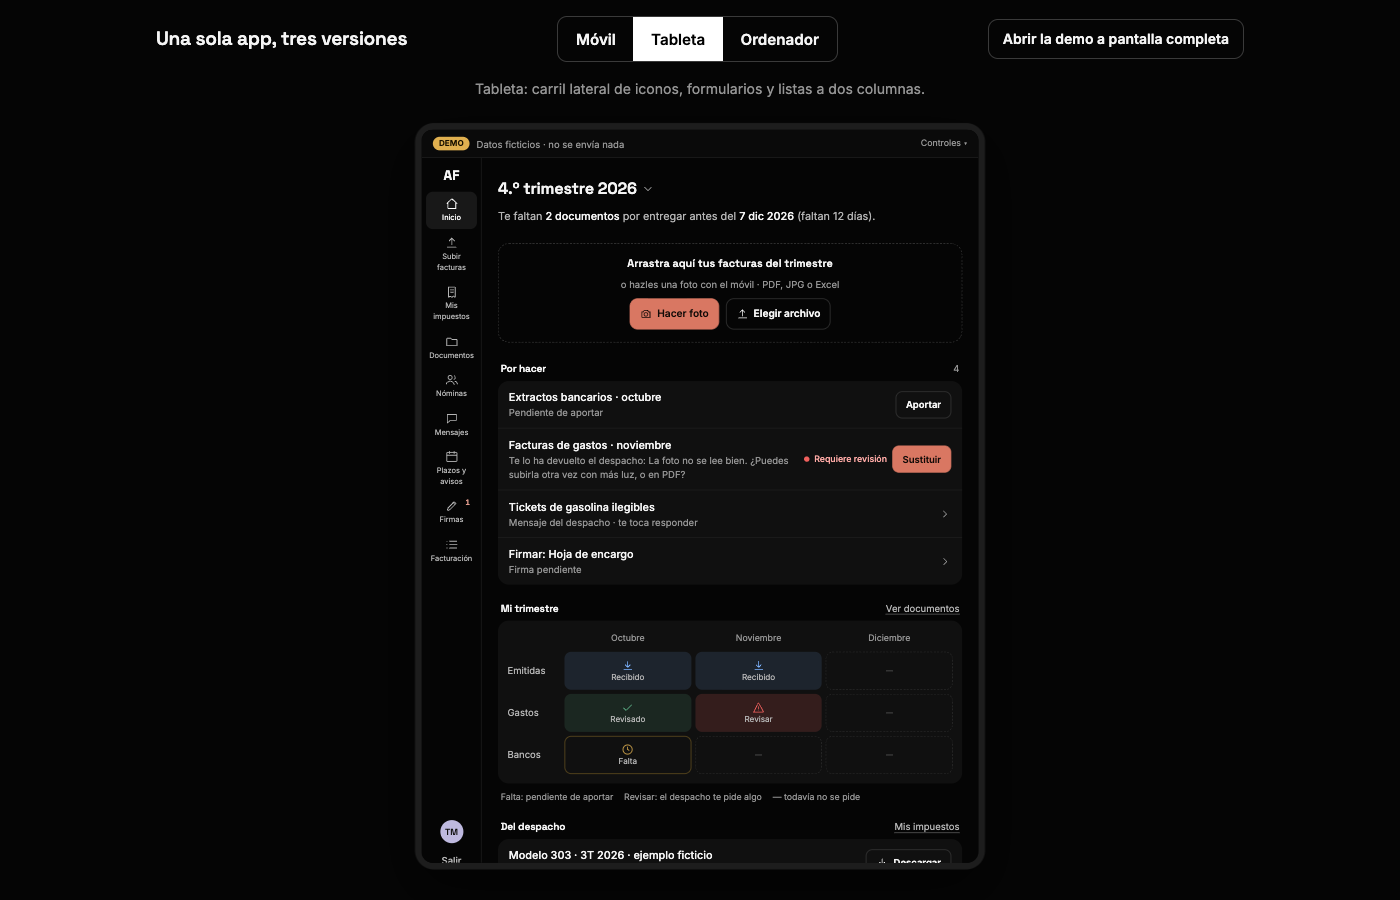 Una sola app, tres versiones
Móvil
Tableta
Ordenador
Abrir la demo a pantalla completa
Tableta: carril lateral de iconos, formularios y listas a dos columnas.
DEMO
Datos ficticios · no se envía nada
Controles
AF
Inicio
Subir
facturas
Mis
impuestos
Documentos
Nóminas
Mensajes
Plazos y
avisos
1
Firmas
Facturación
TM
Salir
4.º trimestre 2026
Te faltan 2 documentos por entregar antes del 7 dic 2026 (faltan 12 días).
Arrastra aquí tus facturas del trimestre
o hazles una foto con el móvil · PDF, JPG o Excel
Hacer foto
Elegir archivo
Por hacer
4
Extractos bancarios · octubre
Pendiente de aportar
Aportar
Facturas de gastos · noviembre
Te lo ha devuelto el despacho: La foto no se lee bien. ¿Puedes
subirla otra vez con más luz, o en PDF?
Requiere revisión
Sustituir
Tickets de gasolina ilegibles
Mensaje del despacho · te toca responder
Firmar: Hoja de encargo
Firma pendiente
Mi trimestre
Ver documentos
Octubre
Noviembre
Diciembre
Emitidas
Recibido
Recibido
—
Gastos
Revisado
Revisar
—
Bancos
Falta
—
—
Falta: pendiente de aportar
Revisar: el despacho te pide algo
— todavía no se pide
Del despacho
Mis impuestos
Modelo 303 · 3T 2026 · ejemplo ficticio
Descargar